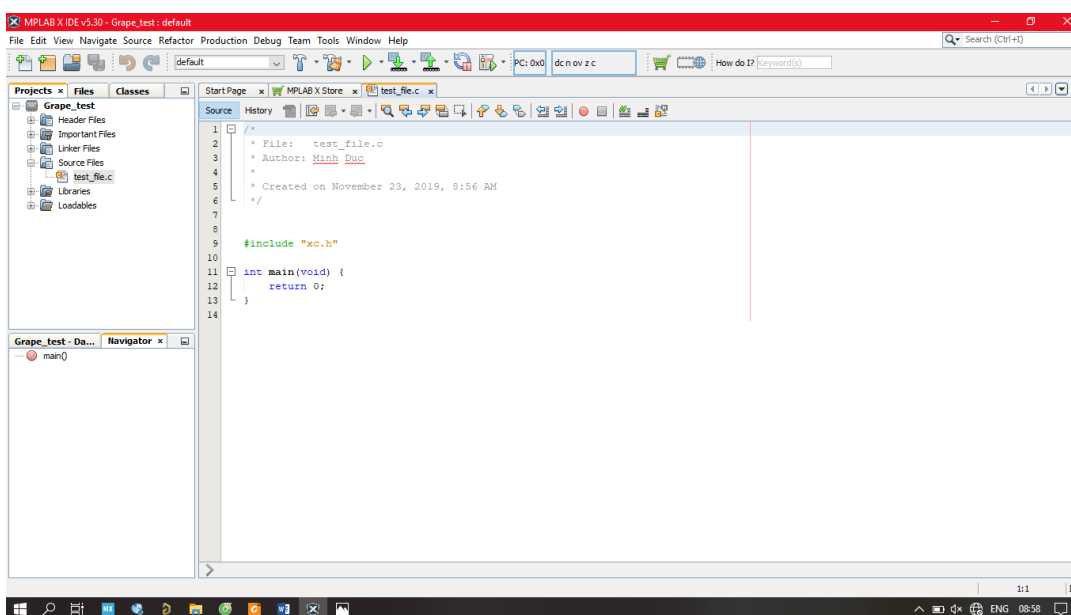 MPLAB X IDE v5.30 - Grape_test : default
File Edit View Navigate Source Refactor Production Debug Team Tools Window Help
Search (Ctrl+I)
default
PC: 0x0
dc n ov z c
How do I?
Keyword(s)
Projects Files Classes
Start Page MPLAB X Store test_file.c
Grape_test
Header Files
Important Files
Linker Files
Source Files
test_file.c
Libraries
Loadables
Source History
1 /*
2 * File: test_file.c
3 * Author: Minh Duc
4 *
5 * Created on November 23, 2019, 8:56 AM
6 */
7
8
9 #include "xc.h"
10
11 int main(void) {
12 return 0;
13 }
14
Grape_test - Da... Navigator
main()
1:1
ENG 08:58